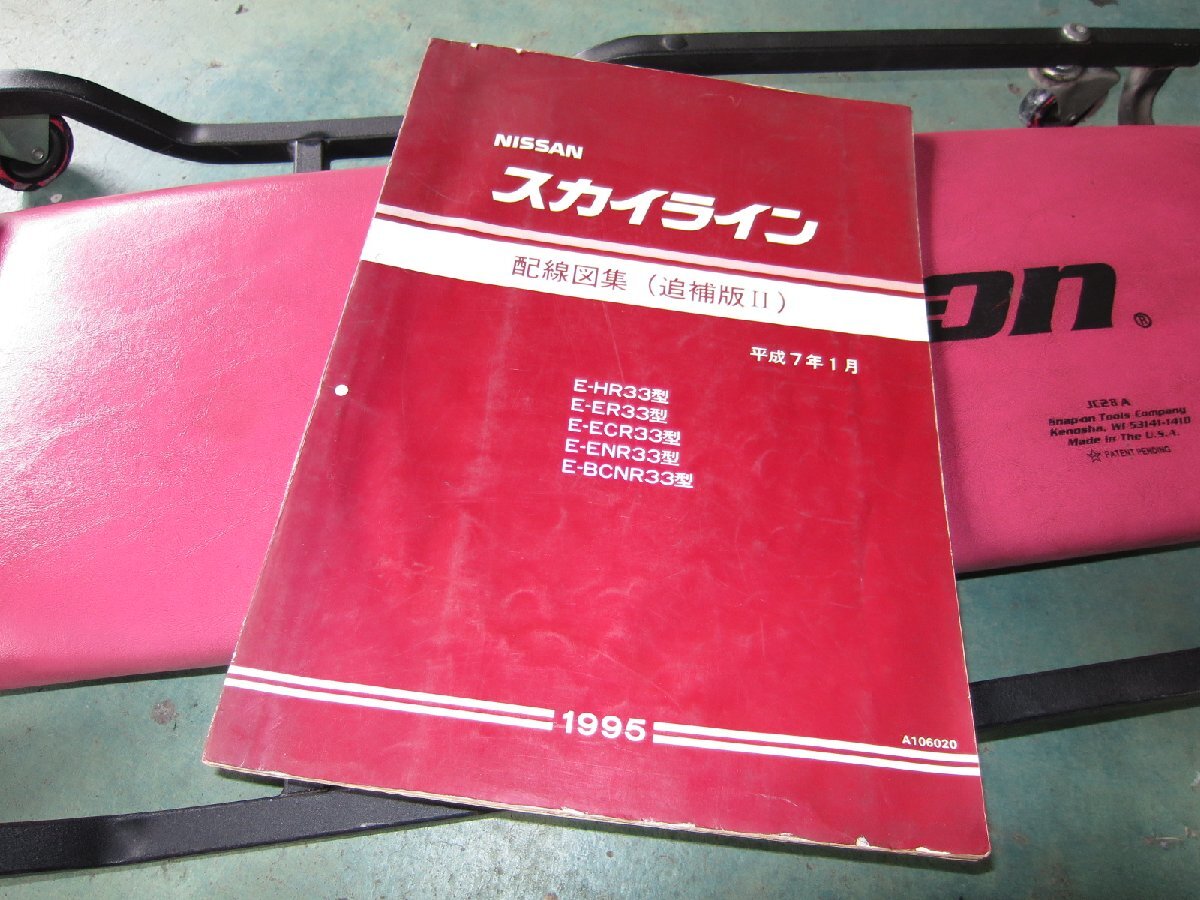 NISSAN
スカイライン
配線図集（追補版II）
平成7年1月
E-HR33型
E-ER33型
E-ECR33型
E-ENR33型
E-BCNR33型
1995
A106020
on®
JC28A
Snap-on Tools Company
Kenosha, WI 53141-1410
Made in The U.S.A.
PATENT PENDING